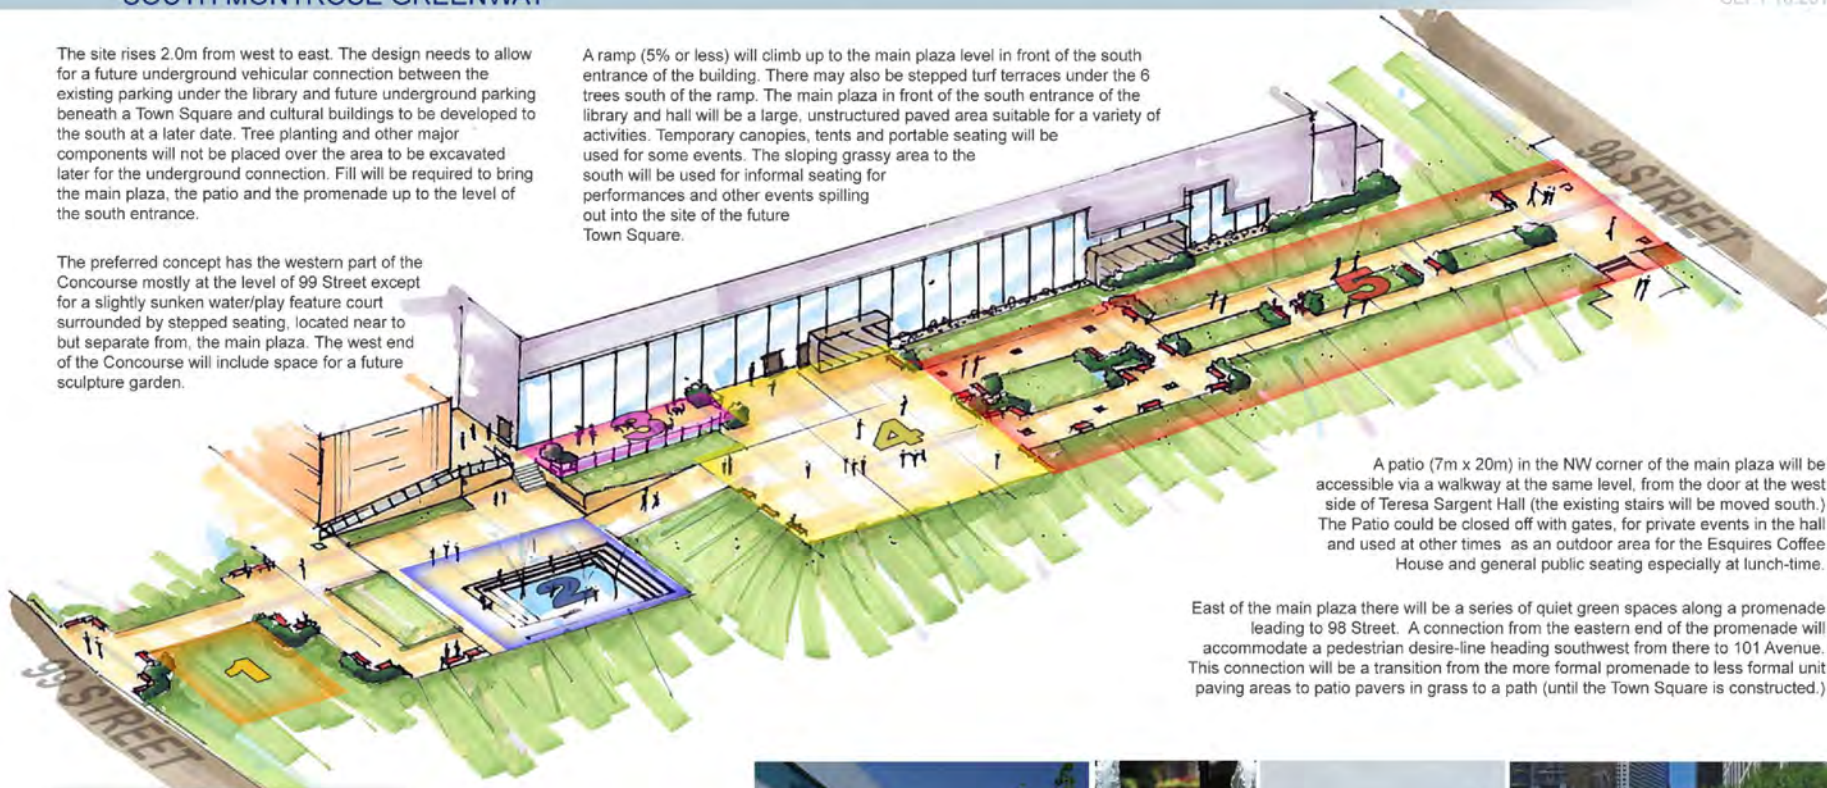 SOUTH MONTROSE GREENWAY
The site rises 2.0m from west to east. The design needs to allow
for a future underground vehicular connection between the
existing parking under the library and future underground parking
beneath a Town Square and cultural buildings to be developed to
the south at a later date. Tree planting and other major
components will not be placed over the area to be excavated
later for the underground connection. Fill will be required to bring
the main plaza, the patio and the promenade up to the level of
the south entrance.
The preferred concept has the western part of the
Concourse mostly at the level of 99 Street except
for a slightly sunken water/play feature court
surrounded by stepped seating, located near to
but separate from, the main plaza. The west end
of the Concourse will include space for a future
sculpture garden.
A ramp (5% or less) will climb up to the main plaza level in front of the south
entrance of the building. There may also be stepped turf terraces under the 6
trees south of the ramp. The main plaza in front of the south entrance of the
library and hall will be a large, unstructured paved area suitable for a variety of
activities. Temporary canopies, tents and portable seating will be
used for some events. The sloping grassy area to the
south will be used for informal seating for
performances and other events spilling
out into the site of the future
Town Square.
98 STREET
5
3
4
2
1
99 STREET
A patio (7m x 20m) in the NW corner of the main plaza will be
accessible via a walkway at the same level, from the door at the west
side of Teresa Sargent Hall (the existing stairs will be moved south.)
The Patio could be closed off with gates, for private events in the hall
and used at other times as an outdoor area for the Esquires Coffee
House and general public seating especially at lunch-time.
East of the main plaza there will be a series of quiet green spaces along a promenade
leading to 98 Street. A connection from the eastern end of the promenade will
accommodate a pedestrian desire-line heading southwest from there to 101 Avenue.
This connection will be a transition from the more formal promenade to less formal unit
paving areas to patio pavers in grass to a path (until the Town Square is constructed.)